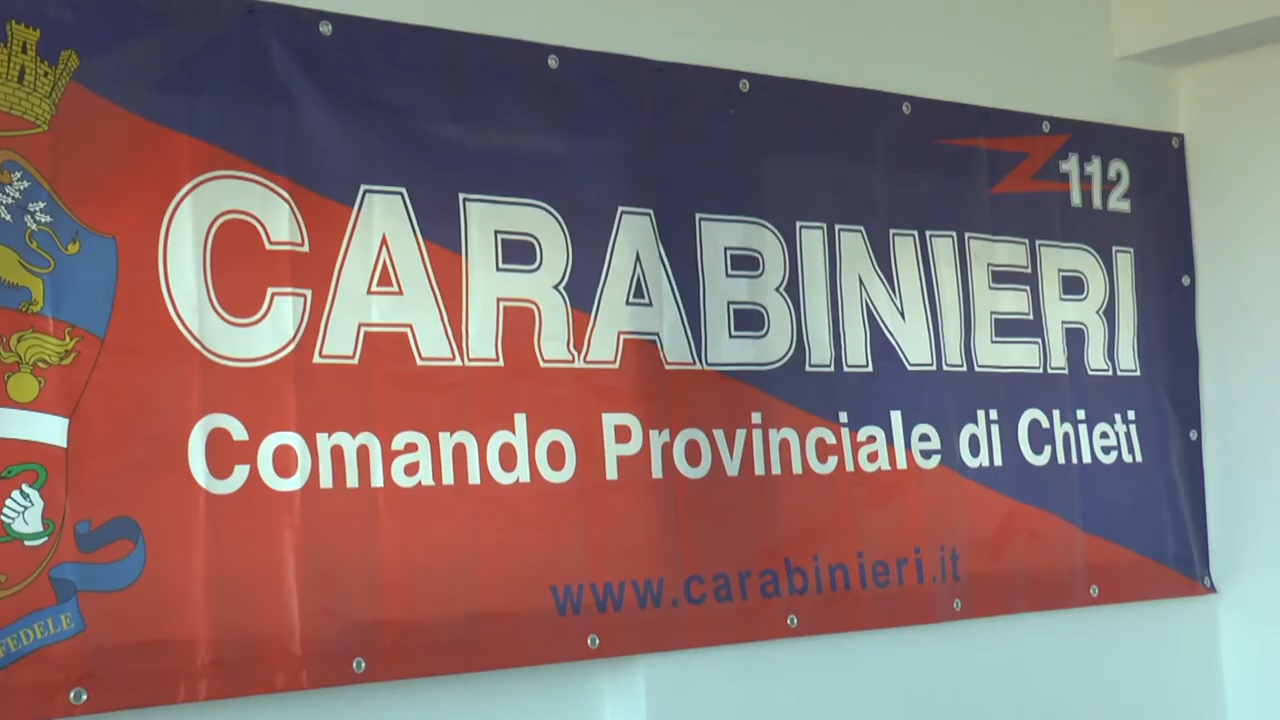 112
CARABINIERI
Comando Provinciale di Chieti
www.carabinieri.it
FEDELE